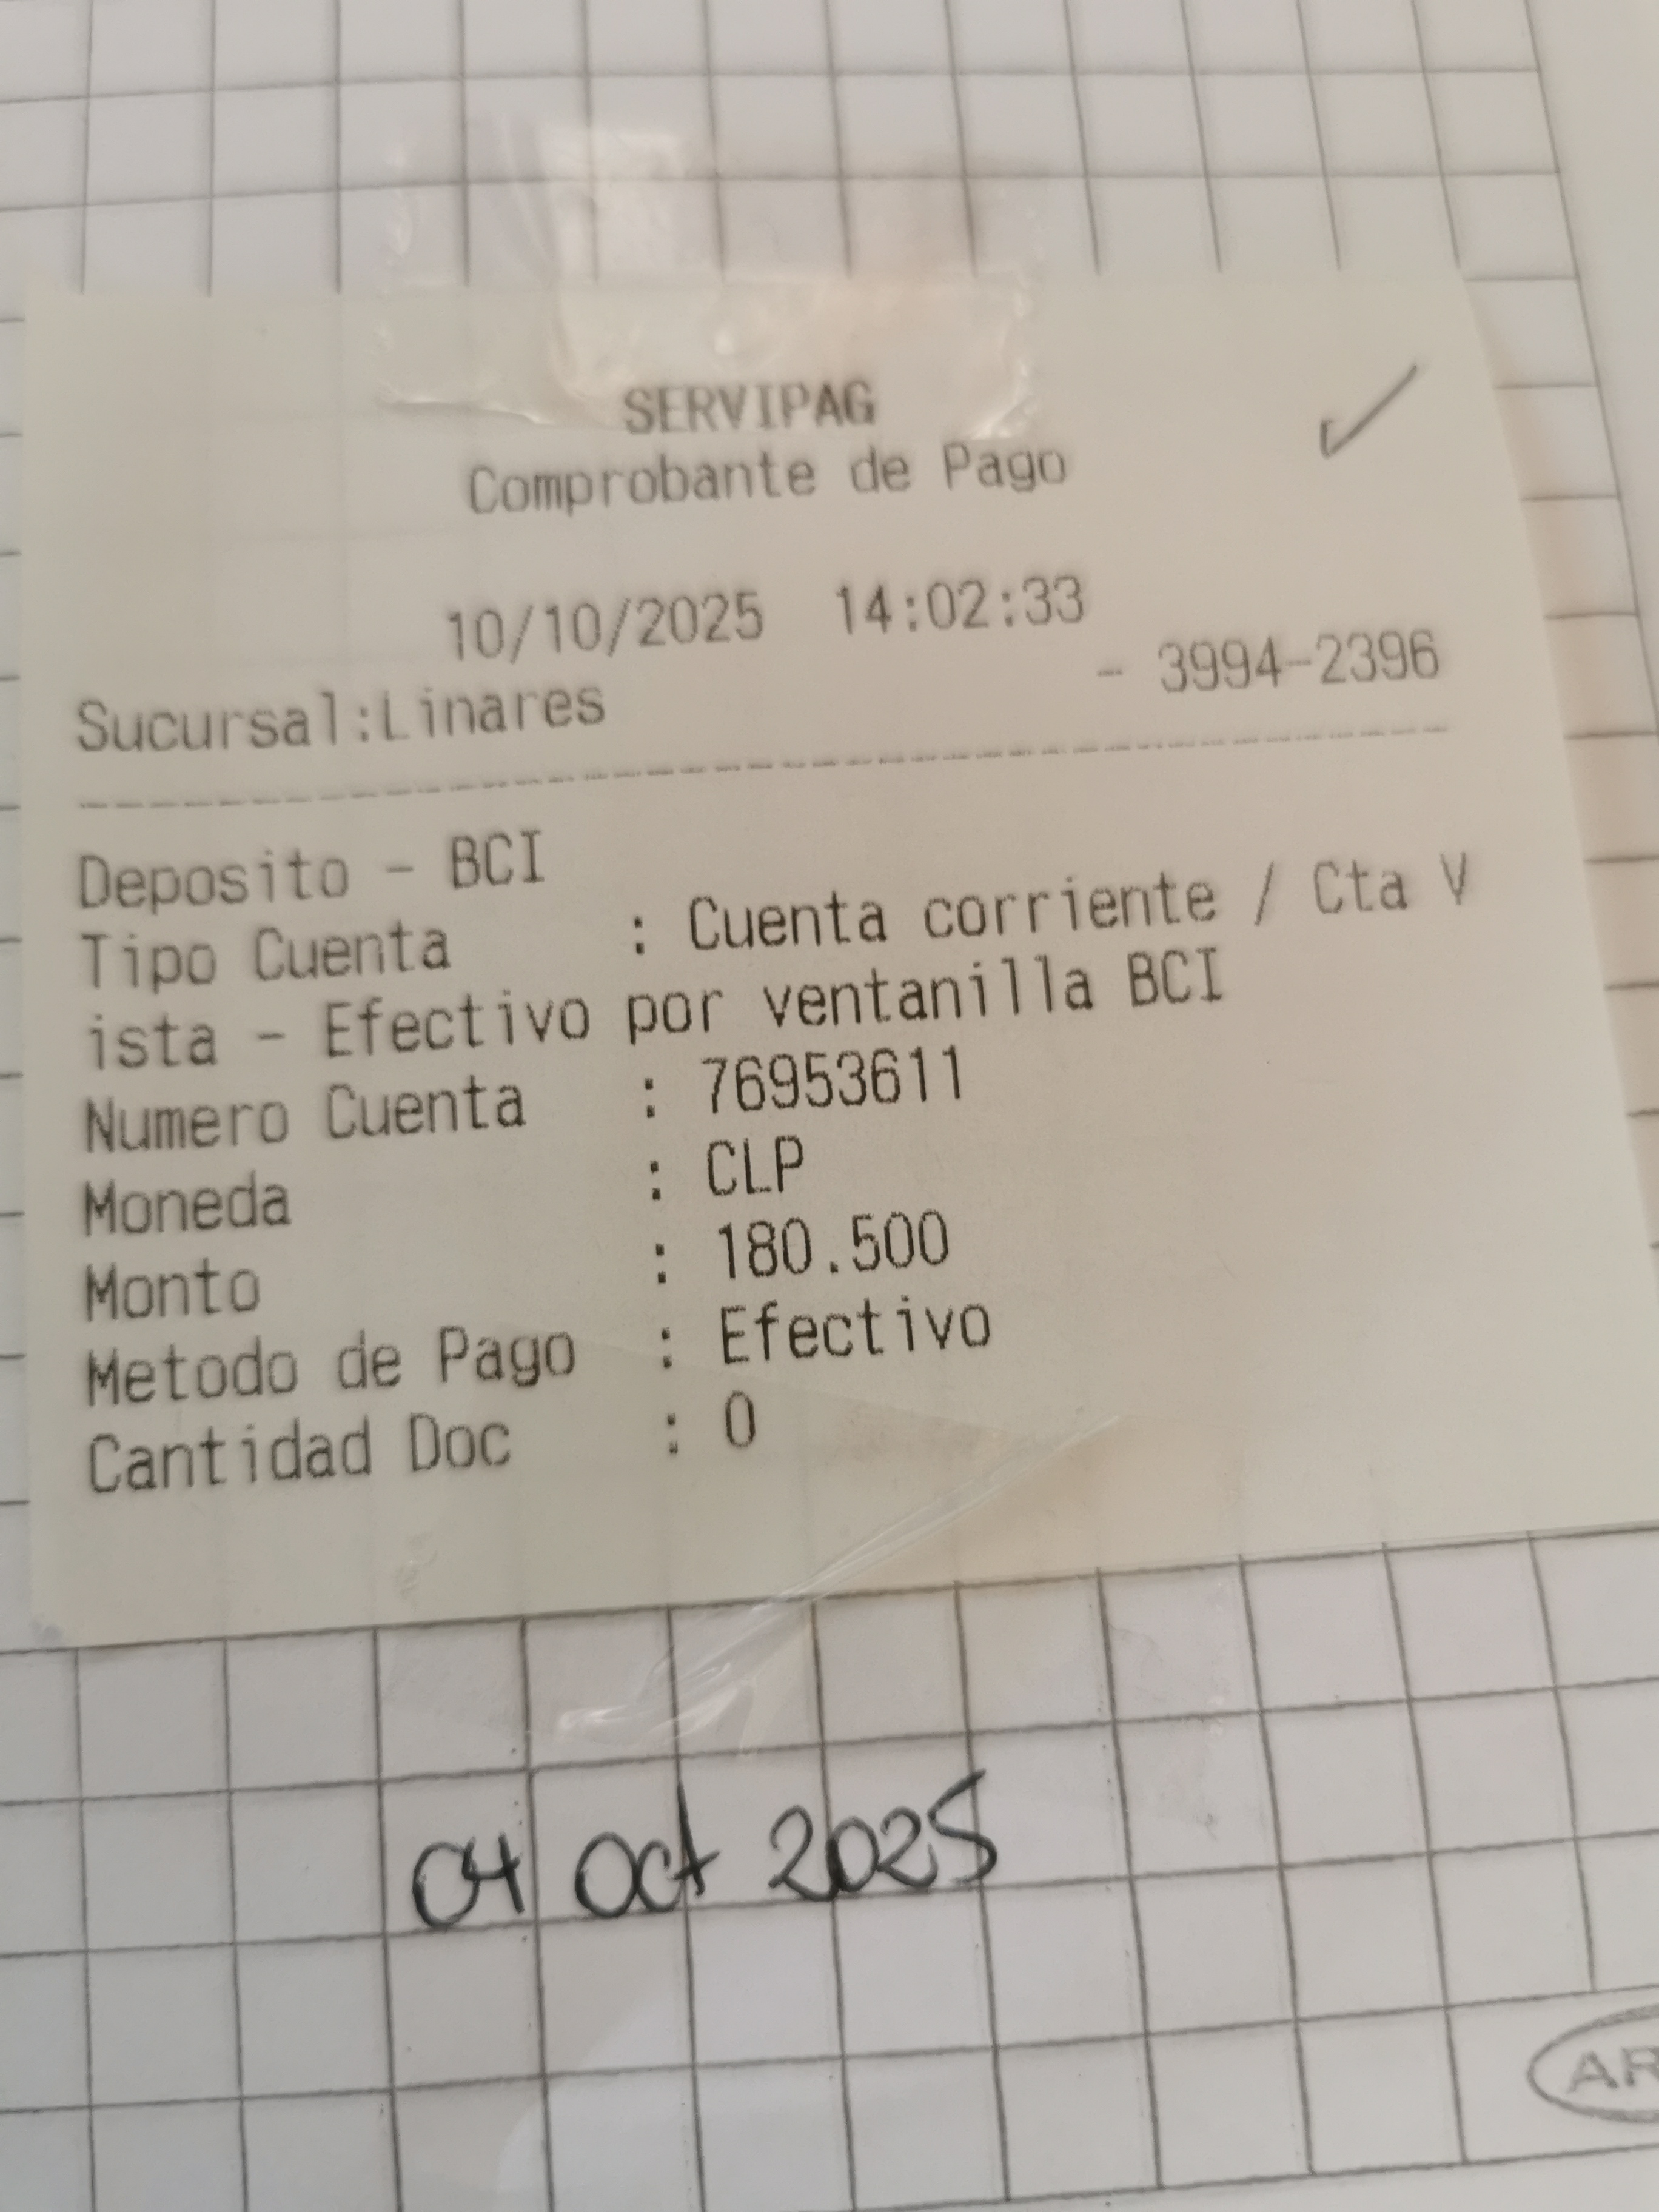 SERVIPAG
Comprobante de Pago
10/10/2025 14:02:33
Sucursal:Linares - 3994-2396
Deposito - BCI
Tipo Cuenta : Cuenta corriente / Cta V
ista - Efectivo por ventanilla BCI
Numero Cuenta : 76953611
Moneda : CLP
Monto : 180.500
Metodo de Pago : Efectivo
Cantidad Doc : 0
04 Oct 2025